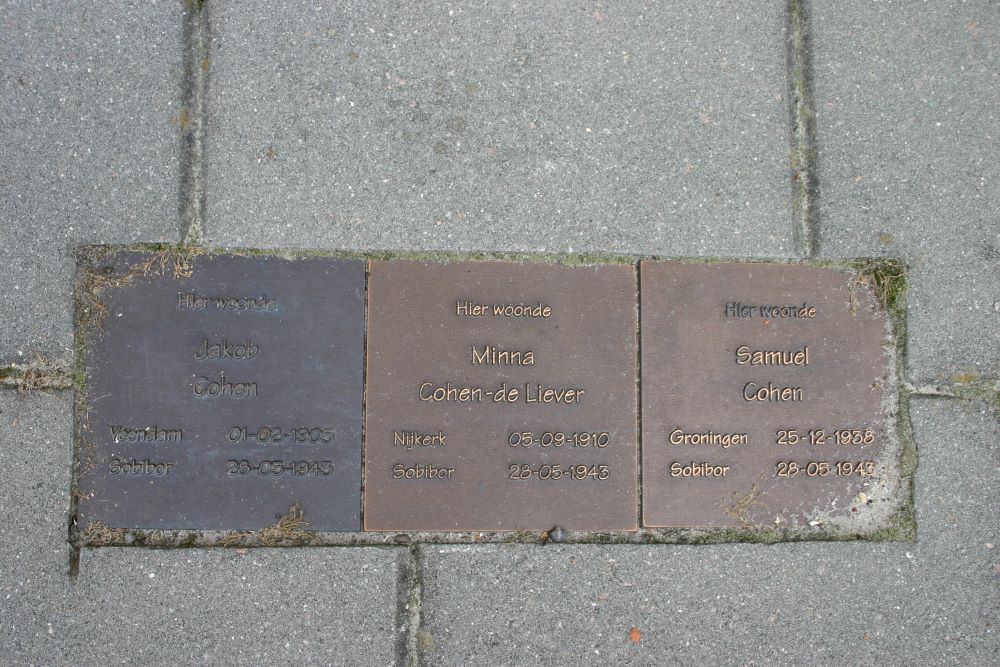 Hier woonde
Jakob
Cohen
Veendam 01-02-1905
Sobibor 28-05-1943
Hier woonde
Minna
Cohen-de Liever
Nijkerk 05-09-1910
Sobibor 28-05-1943
Hier woonde
Samuel
Cohen
Groningen 25-12-1938
Sobibor 28-05-1943